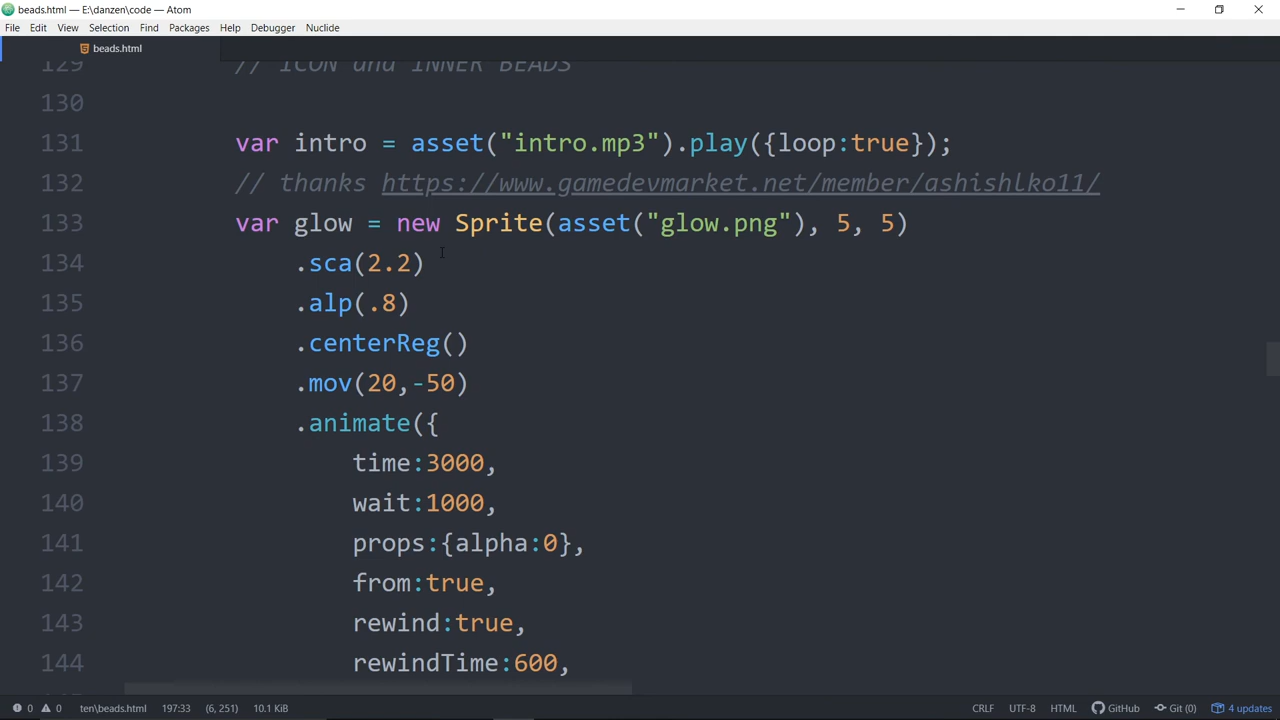 beads.html — E:\danzen\code — Atom
File Edit View Selection Find Packages Help Debugger Nuclide
beads.html
129 // ICON and INNER BEADS
130
131 var intro = asset("intro.mp3").play({loop:true});
132 // thanks https://www.gamedevmarket.net/member/ashishlko11/
133 var glow = new Sprite(asset("glow.png"), 5, 5)
134 .sca(2.2)
135 .alp(.8)
136 .centerReg()
137 .mov(20,-50)
138 .animate({
139 time:3000,
140 wait:1000,
141 props:{alpha:0},
142 from:true,
143 rewind:true,
144 rewindTime:600,
0 0 ten\beads.html 197:33 (6, 251) 10.1 KiB CRLF UTF-8 HTML GitHub Git (0) 4 updates